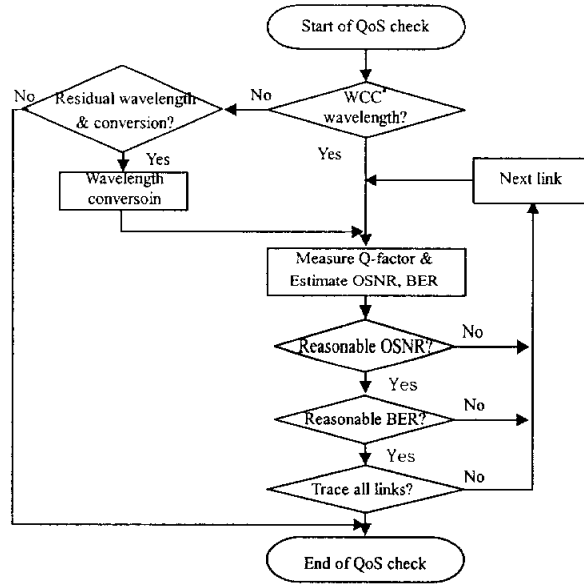 Start of QoS check
No
Residual wavelength
& conversion?
No
WCC*
wavelength?
Yes
Yes
Wavelength
conversoin
Next link
Measure Q-factor &
Estimate OSNR, BER
Reasonable OSNR?
No
Yes
Reasonable BER?
No
Yes
Trace all links?
No
End of QoS check